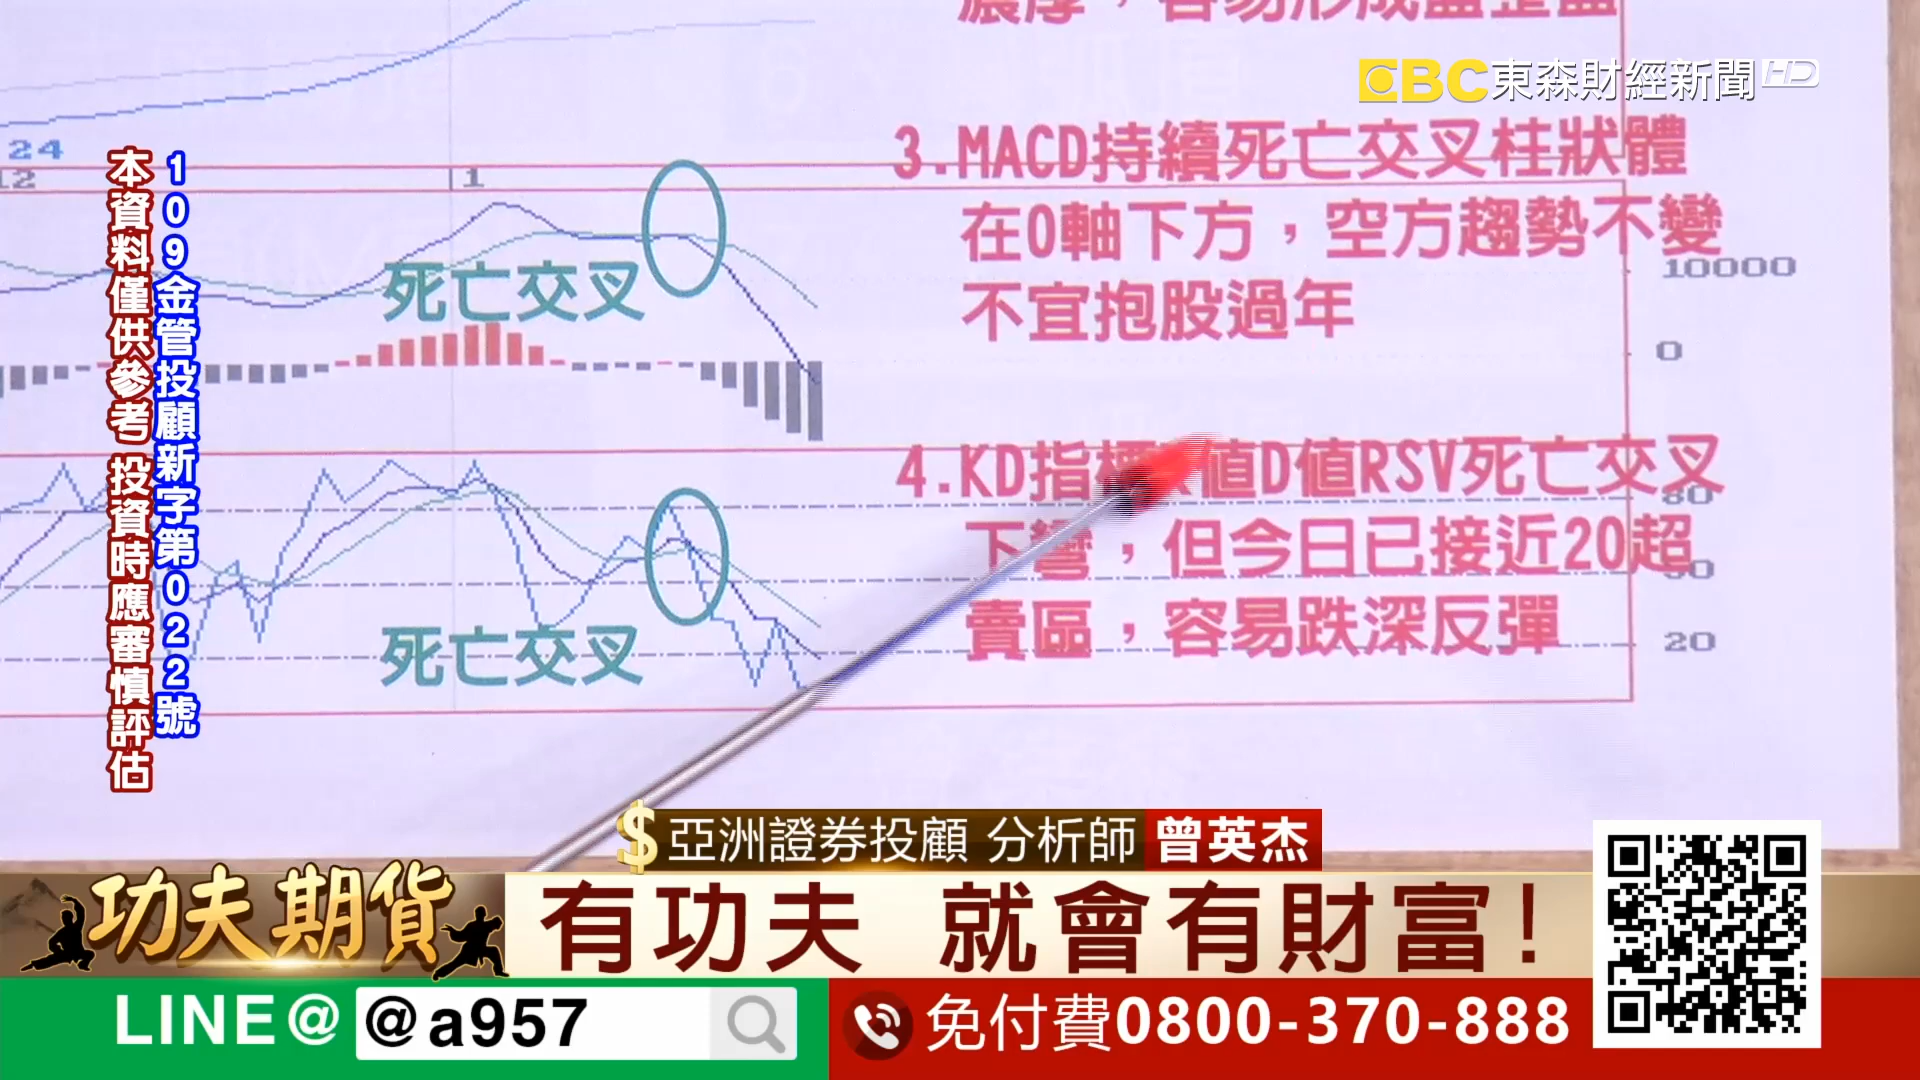 EBC東森財經新聞HD
3.MACD持續死亡交叉柱狀體
在0軸下方，空方趨勢不變
不宜抱股過年
4.KD指標 值D值RSV死亡交叉
下彎，但今日已接近20超
賣區，容易跌深反彈
24
12
1
死亡交叉
死亡交叉
10000
0
80
20
109金管投顧新字第022號
本資料僅供參考 投資時應審慎評估
亞洲證券投顧 分析師 曾英杰
功夫期貨
有功夫 就會有財富!
LINE@ @a957
免付費0800-370-888